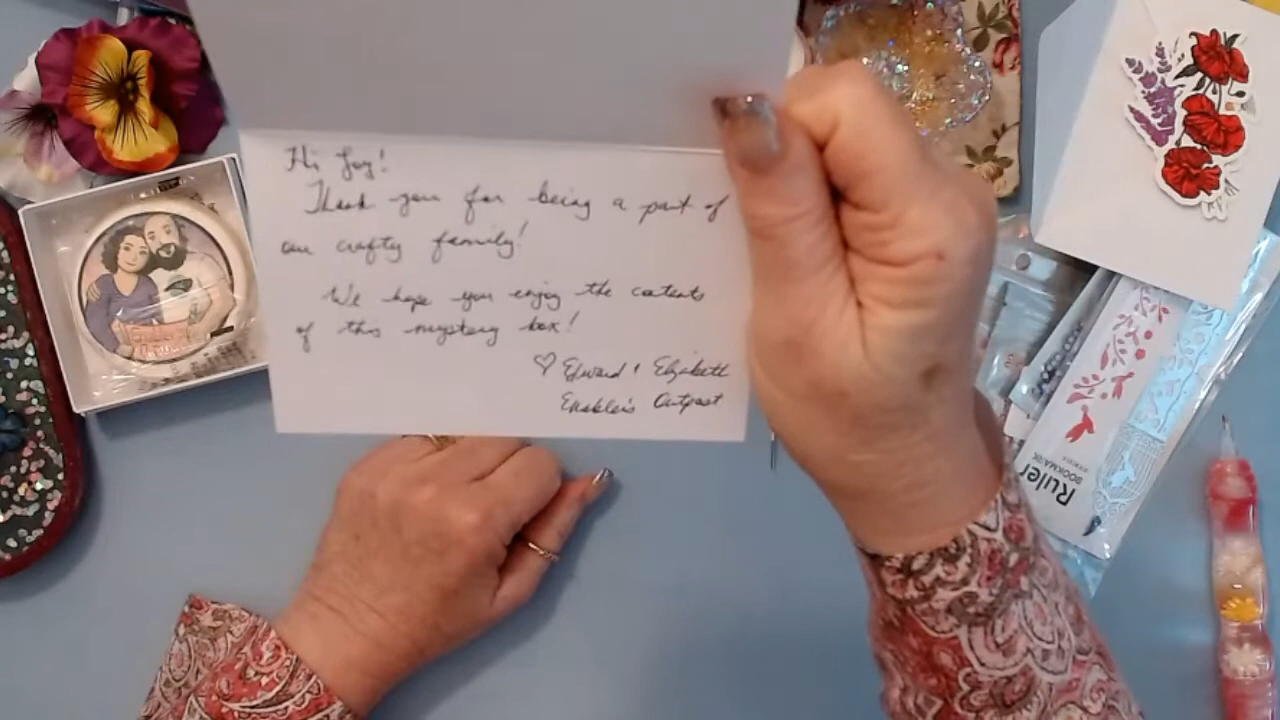 Hi Joy!
Thank you for being a part of
our crafty family!
We hope you enjoy the contents
of this mystery box!
♡ Edward & Elizabeth
Enabler's Outpost
Ruler
BOOKMARK